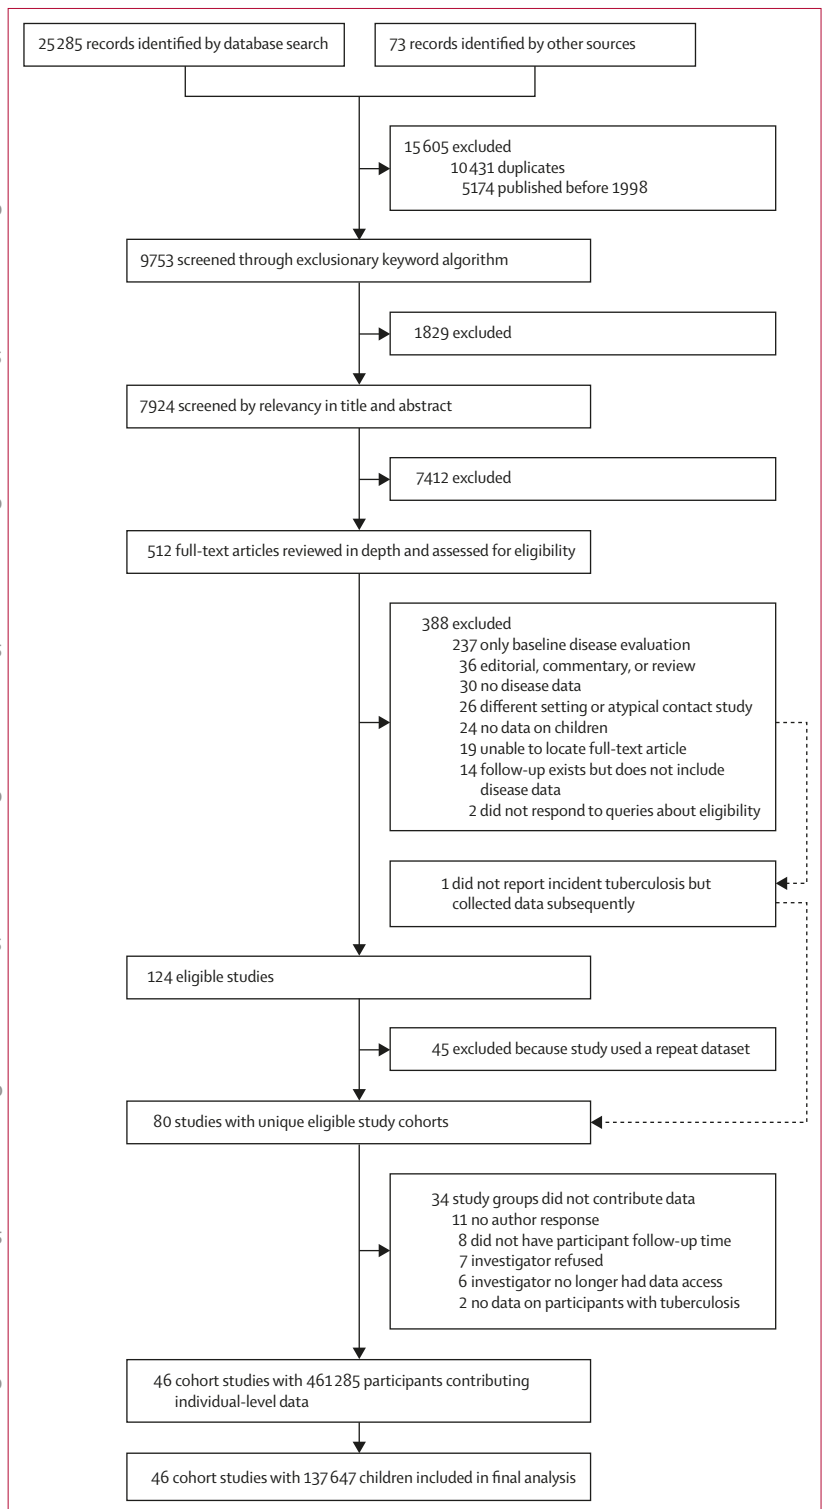 25 285 records identified by database search
73 records identified by other sources
15 605 excluded
10 431 duplicates
5174 published before 1998
9753 screened through exclusionary keyword algorithm
1829 excluded
7924 screened by relevancy in title and abstract
7412 excluded
512 full-text articles reviewed in depth and assessed for eligibility
388 excluded
237 only baseline disease evaluation
36 editorial, commentary, or review
30 no disease data
26 different setting or atypical contact study
24 no data on children
19 unable to locate full-text article
14 follow-up exists but does not include
disease data
2 did not respond to queries about eligibility
1 did not report incident tuberculosis but
collected data subsequently
124 eligible studies
45 excluded because study used a repeat dataset
80 studies with unique eligible study cohorts
34 study groups did not contribute data
11 no author response
8 did not have participant follow-up time
7 investigator refused
6 investigator no longer had data access
2 no data on participants with tuberculosis
46 cohort studies with 461 285 participants contributing
individual-level data
46 cohort studies with 137 647 children included in final analysis